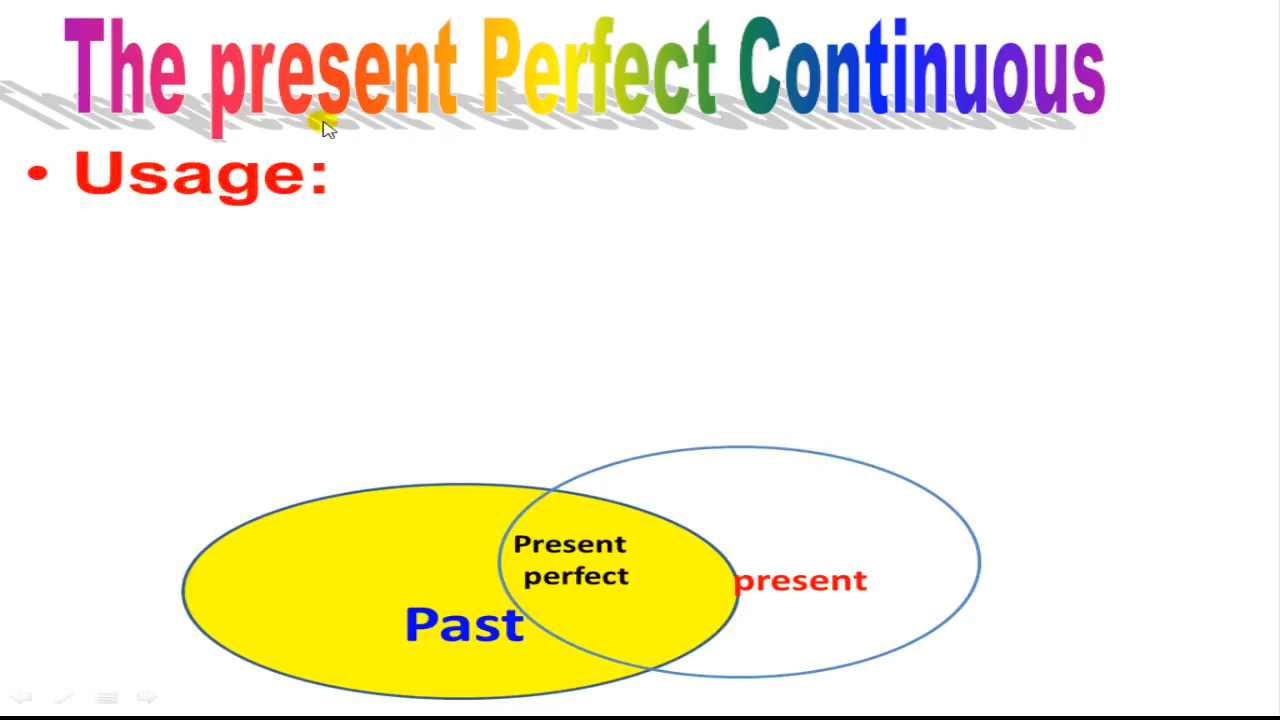 The present Perfect Continuous
• Usage:
Present
perfect
present
Past